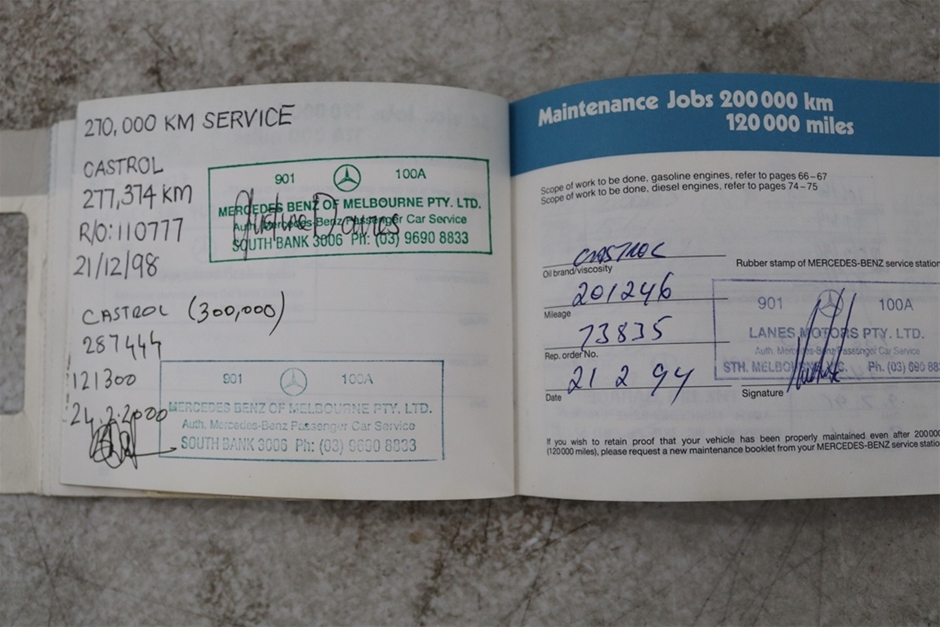 270,000 KM SERVICE
CASTROL
277,374 KM
R/O:110777
21/12/98
901 100A
MERCEDES BENZ OF MELBOURNE PTY. LTD.
Auth. Mercedes-Benz Passenger Car Service
SOUTH BANK 3006 Ph: (03) 9690 8833
CASTROL (300,000)
287444
121300
24.2.2000
901 100A
MERCEDES BENZ OF MELBOURNE PTY. LTD.
Auth. Mercedes-Benz Passenger Car Service
SOUTH BANK 3006 Ph: (03) 9690 8833
Maintenance Jobs 200 000 km
120 000 miles
Scope of work to be done, gasoline engines, refer to pages 66–67
Scope of work to be done, diesel engines, refer to pages 74–75
CASTROL
Oil brand/viscosity
201246
Mileage
73835
Rep. order No.
21 2 94
Date
Rubber stamp of MERCEDES-BENZ service station
901 100A
LANES MOTORS PTY. LTD.
Auth. Mercedes-Benz Passenger Car Service
STH. MELBOURNE VIC. Ph. (03) 690 88
Signature
If you wish to retain proof that your vehicle has been properly maintained even after 200000
(120000 miles), please request a new maintenance booklet from your MERCEDES-BENZ service station